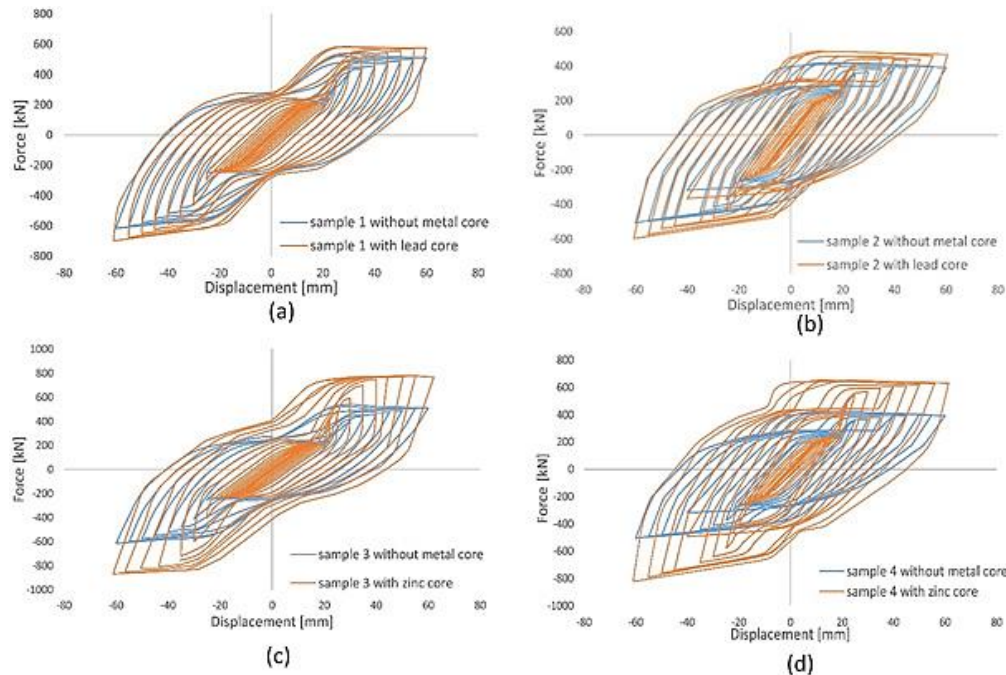 800
600
400
200
0
-200
-400
-600
-800
-80 -60 -40 -20 0 20 40 60 80
Force [kN]
Displacement [mm]
sample 1 without metal core
sample 1 with lead core
(a)
600
400
200
0
-200
-400
-600
-800
-80 -60 -40 -20 0 20 40 60 80
Force [kN]
Displacement [mm]
sample 2 without metal core
sample 2 with lead core
(b)
1000
800
600
400
200
0
-200
-400
-600
-800
-1000
-80 -60 -40 -20 0 20 40 60 80
Force [kN]
Displacement [mm]
sample 3 without metal core
sample 3 with zinc core
(c)
800
600
400
200
0
-200
-400
-600
-800
-1000
-80 -60 -40 -20 0 20 40 60 80
Force [kN]
Displacement [mm]
sample 4 without metal core
sample 4 with zinc core
(d)